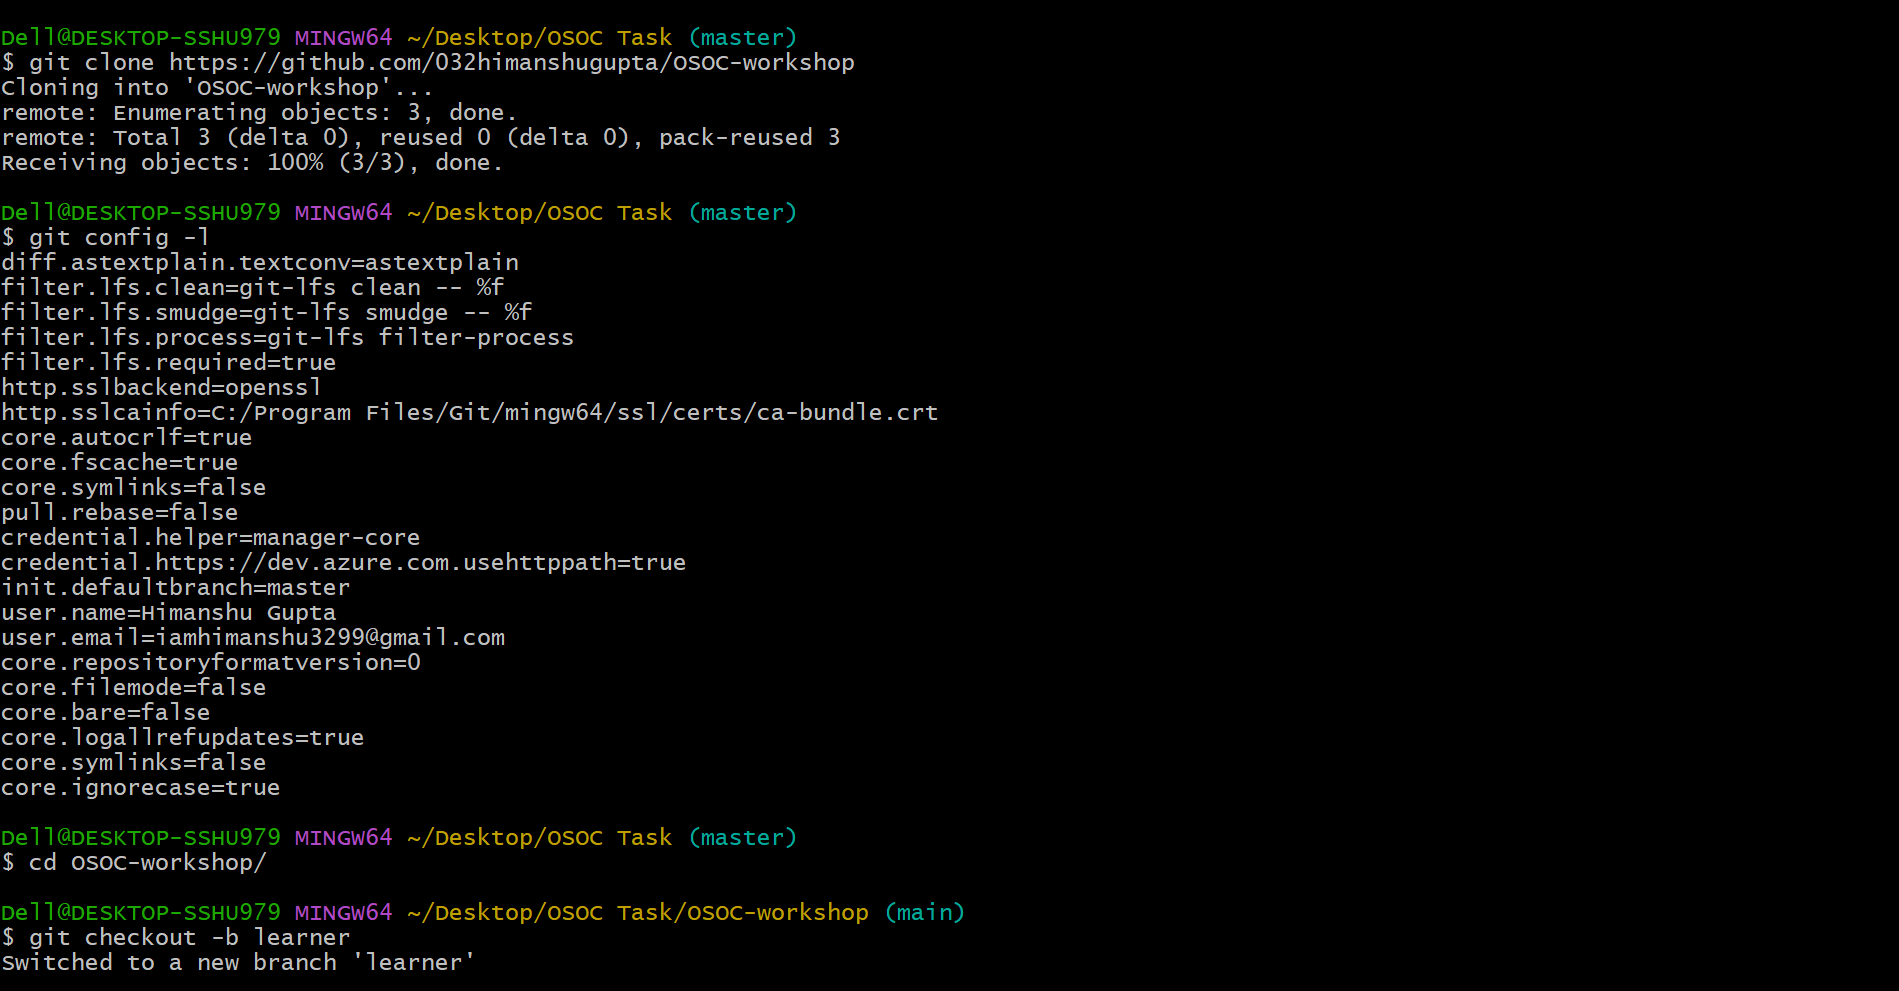 Dell@DESKTOP-SSHU979 MINGW64 ~/Desktop/OSOC Task (master)
$ git clone https://github.com/032himanshugupta/OSOC-workshop
Cloning into 'OSOC-workshop'...
remote: Enumerating objects: 3, done.
remote: Total 3 (delta 0), reused 0 (delta 0), pack-reused 3
Receiving objects: 100% (3/3), done.

Dell@DESKTOP-SSHU979 MINGW64 ~/Desktop/OSOC Task (master)
$ git config -l
diff.astextplain.textconv=astextplain
filter.lfs.clean=git-lfs clean -- %f
filter.lfs.smudge=git-lfs smudge -- %f
filter.lfs.process=git-lfs filter-process
filter.lfs.required=true
http.sslbackend=openssl
http.sslcainfo=C:/Program Files/Git/mingw64/ssl/certs/ca-bundle.crt
core.autocrlf=true
core.fscache=true
core.symlinks=false
pull.rebase=false
credential.helper=manager-core
credential.https://dev.azure.com.usehttppath=true
init.defaultbranch=master
user.name=Himanshu Gupta
user.email=iamhimanshu3299@gmail.com
core.repositoryformatversion=0
core.filemode=false
core.bare=false
core.logallrefupdates=true
core.symlinks=false
core.ignorecase=true

Dell@DESKTOP-SSHU979 MINGW64 ~/Desktop/OSOC Task (master)
$ cd OSOC-workshop/

Dell@DESKTOP-SSHU979 MINGW64 ~/Desktop/OSOC Task/OSOC-workshop (main)
$ git checkout -b learner
Switched to a new branch 'learner'